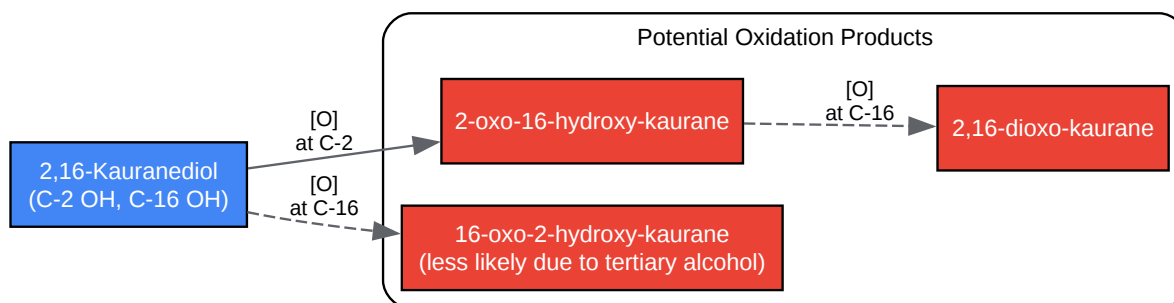 Potential Oxidation Products
[O]
at C-2
2-oxo-16-hydroxy-kaurane
[O]
at C-16
2,16-dioxo-kaurane
2,16-Kauranediol
(C-2 OH, C-16 OH)
[O]
at C-16
16-oxo-2-hydroxy-kaurane
(less likely due to tertiary alcohol)